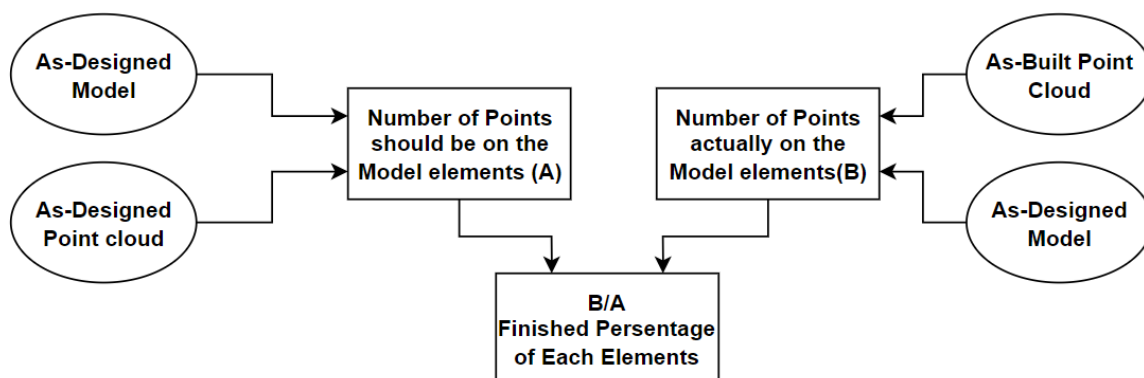 As-Designed
Model
As-Designed
Point cloud
Number of Points
should be on the
Model elements (A)
Number of Points
actually on the
Model elements(B)
As-Built Point
Cloud
As-Designed
Model
B/A
Finished Persentage
of Each Elements